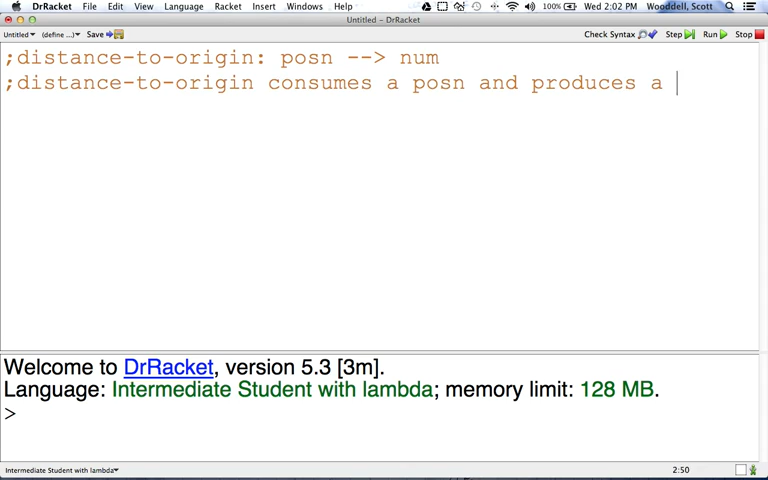 DrRacket File Edit View Language Racket Insert Windows Help 100% Wed 2:02 PM Wooddell, Scott
Untitled - DrRacket
Untitled (define ...) Save Check Syntax Step Run Stop
;distance-to-origin: posn --> num
;distance-to-origin consumes a posn and produces a
Welcome to DrRacket, version 5.3 [3m].
Language: Intermediate Student with lambda; memory limit: 128 MB.
>
Intermediate Student with lambda 2:50